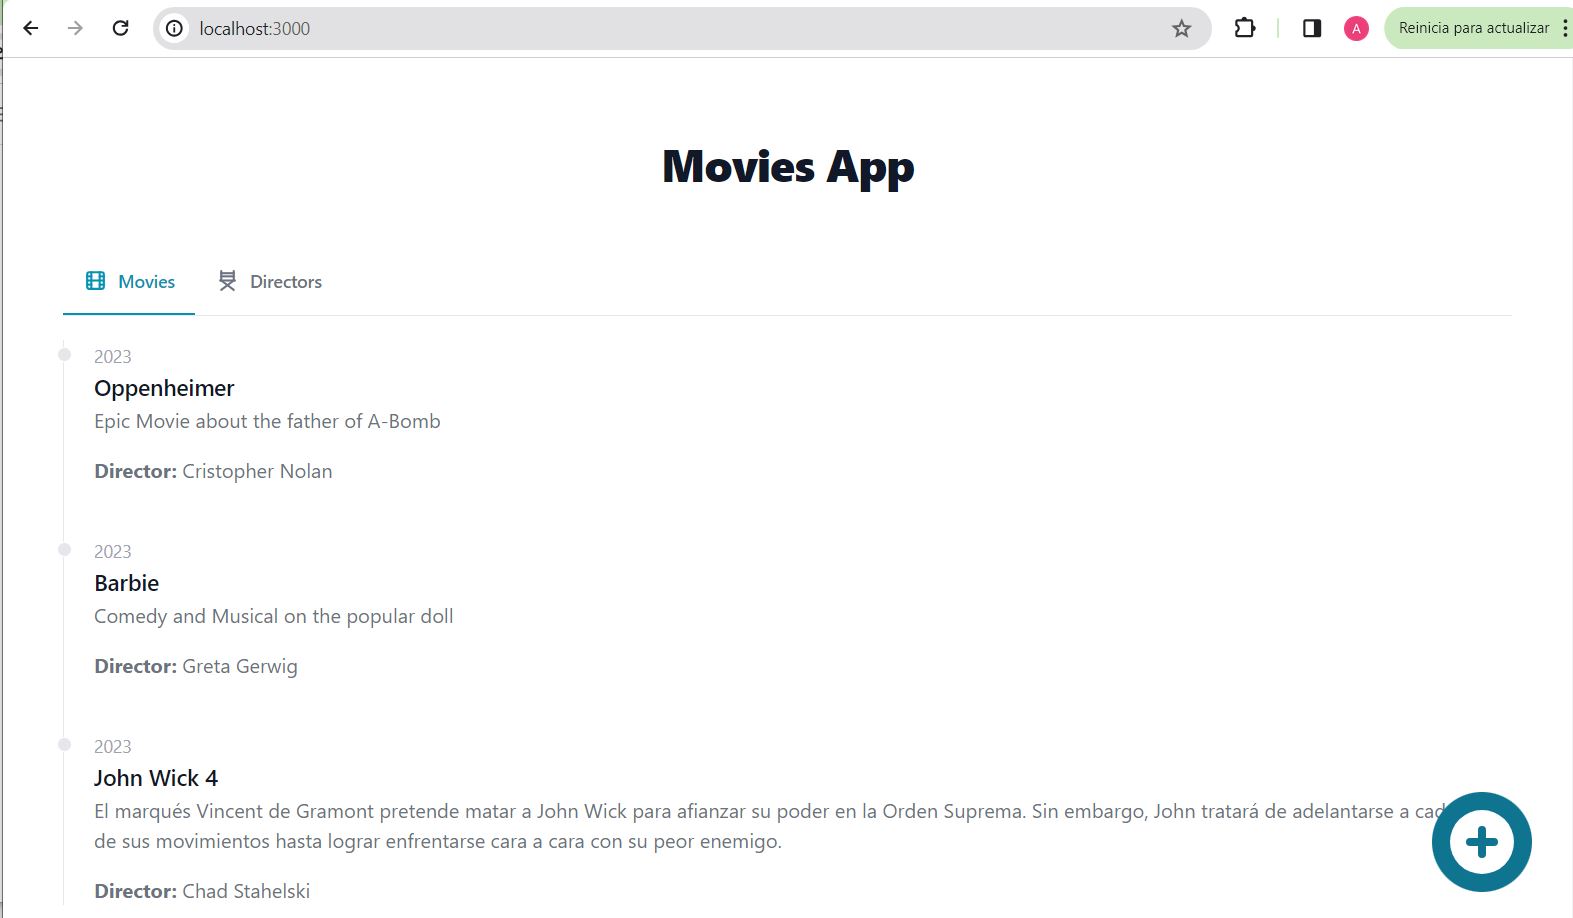 localhost:3000
A
Reinicia para actualizar
Movies App
Movies
Directors
2023
Oppenheimer
Epic Movie about the father of A-Bomb
Director: Cristopher Nolan
2023
Barbie
Comedy and Musical on the popular doll
Director: Greta Gerwig
2023
John Wick 4
El marqués Vincent de Gramont pretende matar a John Wick para afianzar su poder en la Orden Suprema. Sin embargo, John tratará de adelantarse a
de sus movimientos hasta lograr enfrentarse cara a cara con su peor enemigo.
Director: Chad Stahelski